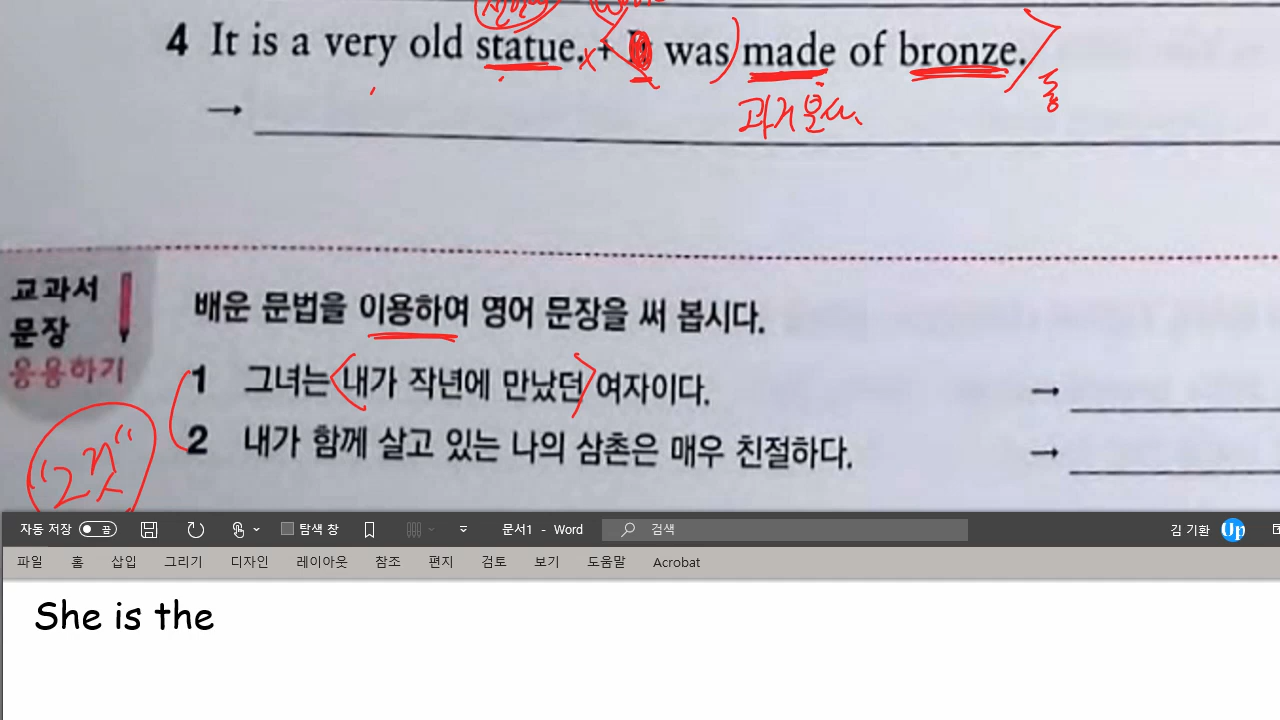 4 It is a very old statue. + It was made of bronze.
과거분사
→
교과서
문장
응용하기
배운 문법을 이용하여 영어 문장을 써 봅시다.
1 그녀는 내가 작년에 만났던 여자이다. →
2 내가 함께 살고 있는 나의 삼촌은 매우 친절하다. →
자동 저장 끔 탐색 창 문서1 - Word 검색 김 기환 Up
파일 홈 삽입 그리기 디자인 레이아웃 참조 편지 검토 보기 도움말 Acrobat
She is the